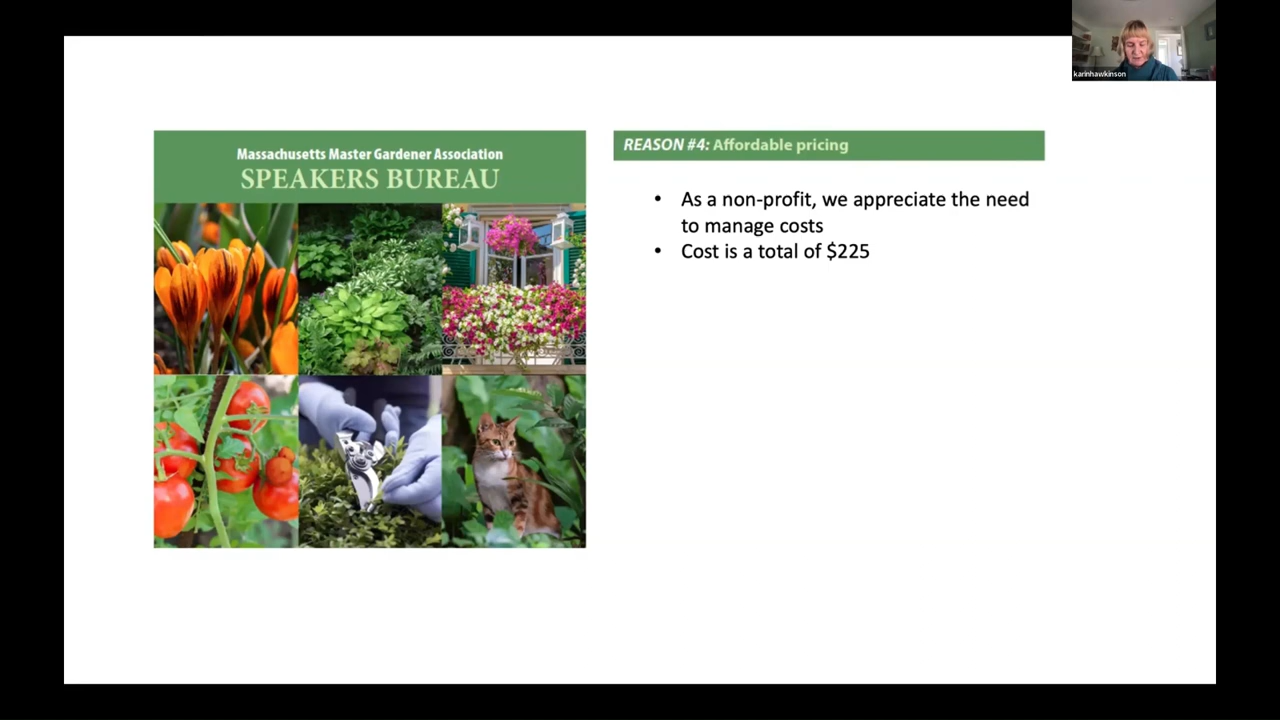 karinhawkinson
Massachusetts Master Gardener Association
SPEAKERS BUREAU
REASON #4: Affordable pricing
• As a non-profit, we appreciate the need
to manage costs
• Cost is a total of $225